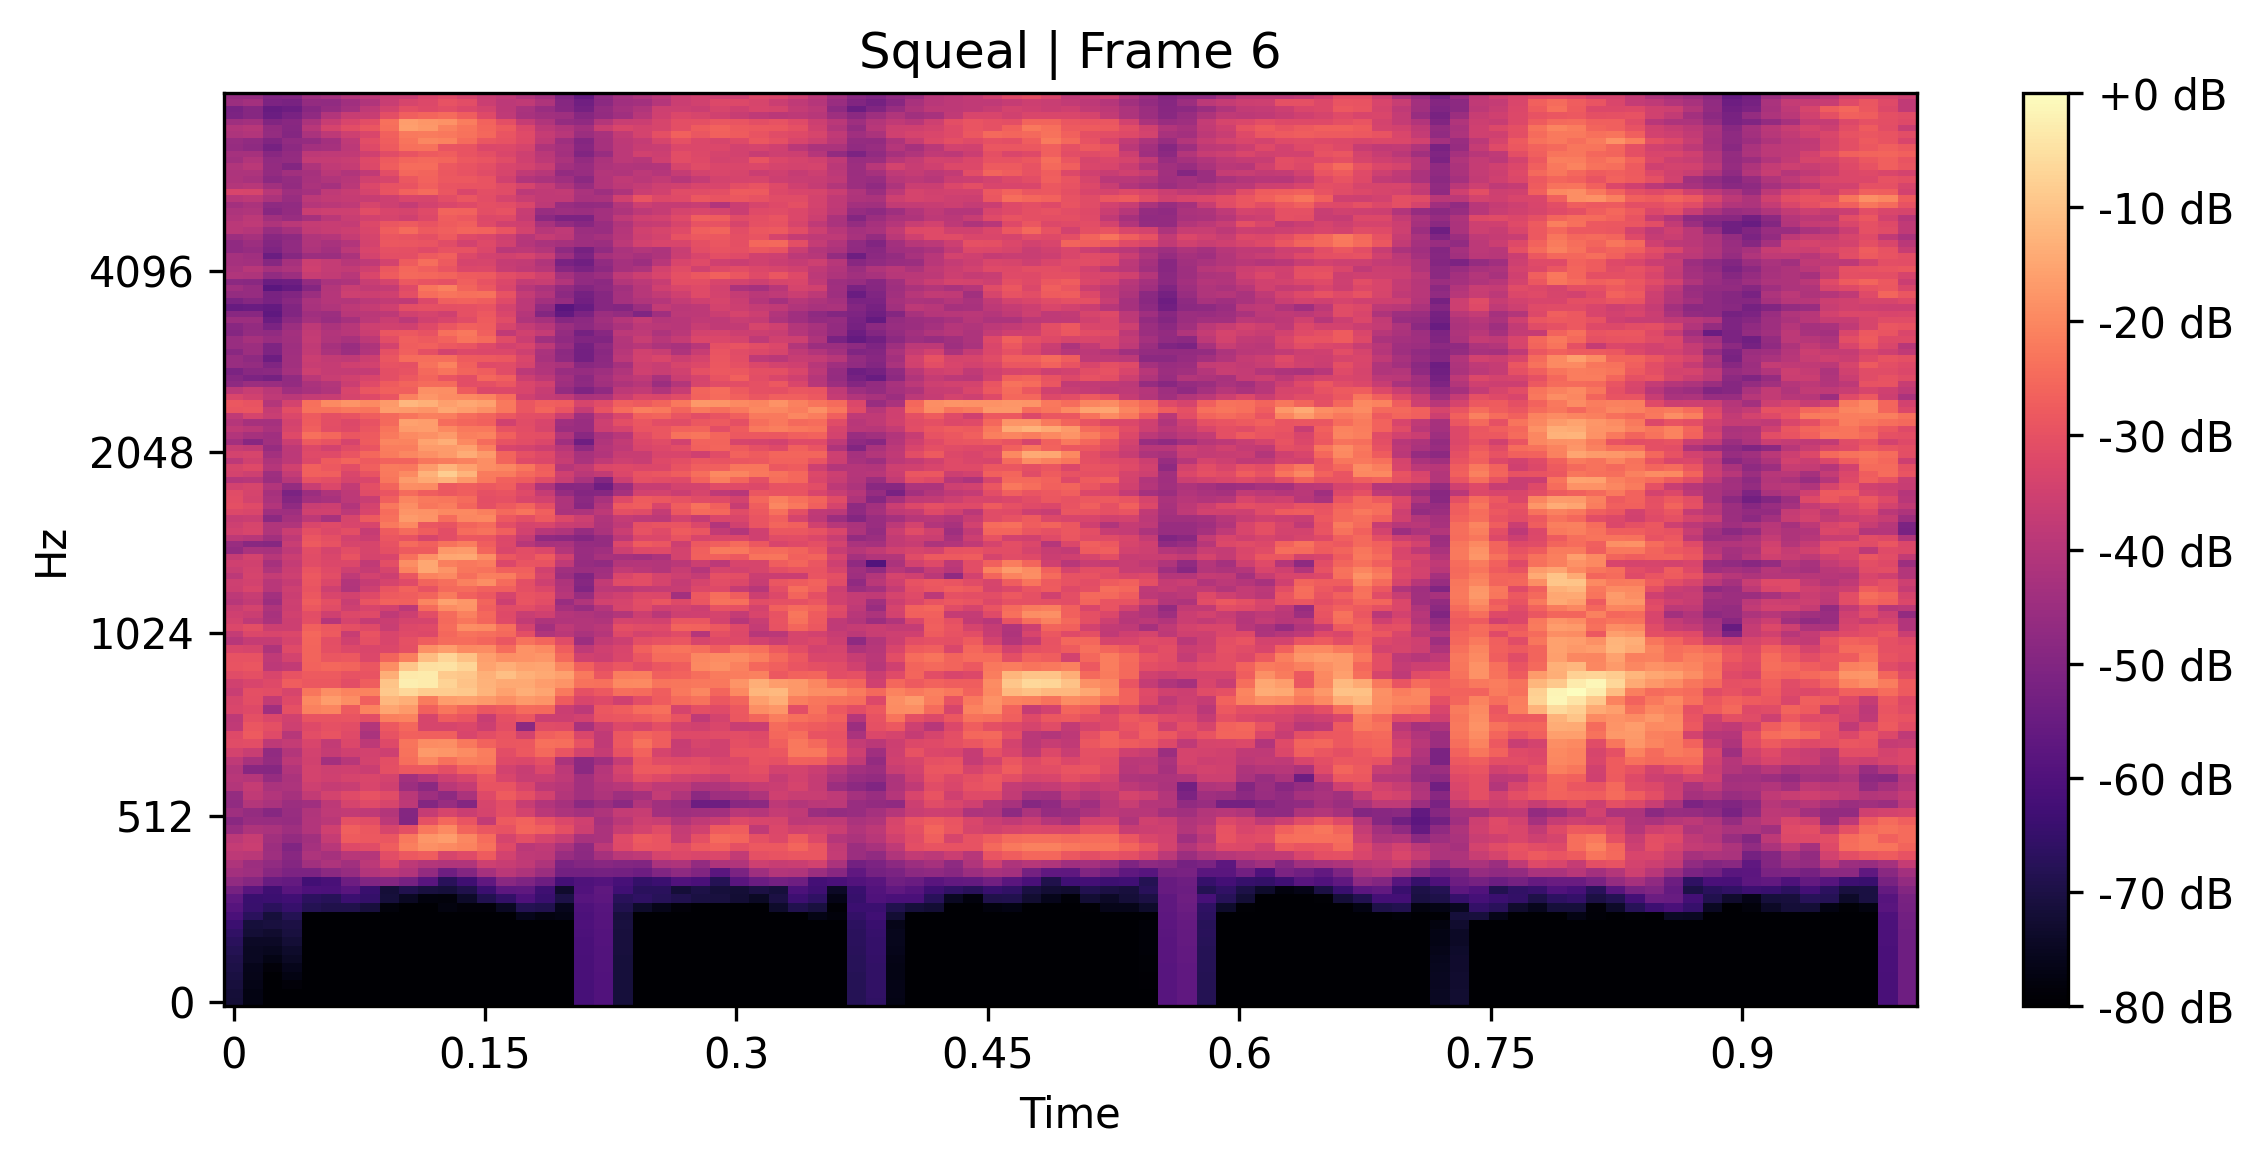 Squeal | Frame 6
+0 dB
-10 dB
-20 dB
-30 dB
-40 dB
-50 dB
-60 dB
-70 dB
-80 dB
Hz
4096
2048
1024
512
0
0 0.15 0.3 0.45 0.6 0.75 0.9
Time